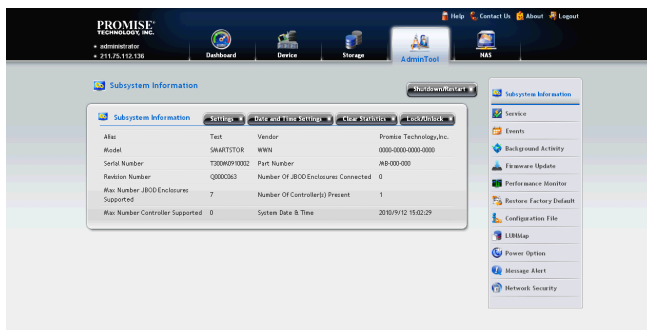 PROMISE®
TECHNOLOGY, INC.
Help Contact Us About Logout
administrator
211.75.112.136
Dashboard Device Storage AdminTool NAS
Subsystem Information
Shutdown/Restart
Subsystem Information Settings Date and Time Settings Clear Statistics Lock/Unlock
Alias Test Vendor Promise Technology,Inc.
Model SMARTSTOR WWN 0000-0000-0000-0000
Serial Number T300M0910002 Part Number MB-000-000
Revision Number Q000C063 Number Of JBOD Enclosures Connected 0
Max Number JBOD Enclosures
Supported 7 Number Of Controller(s) Present 1
Max Number Controller Supported 0 System Date & Time 2010/9/12 15:02:29
Subsystem Information
Service
Events
Background Activity
Firmware Update
Performance Monitor
Restore Factory Default
Configuration File
LUNMap
Power Option
Message Alert
Network Security